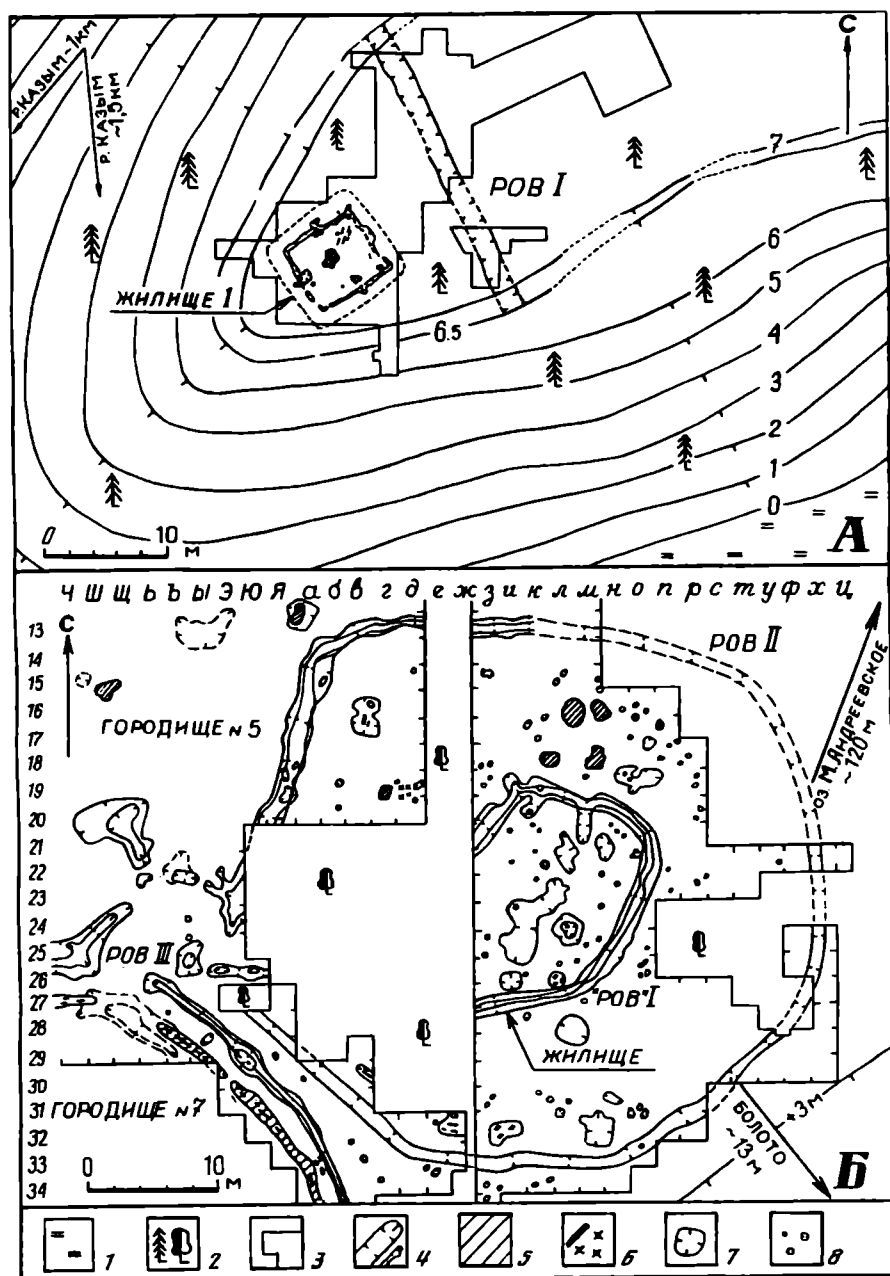 С
Р. КАЗЫМ-1КМ
Р. КАЗЫМ
~1,5КМ
РОВ I
7
6
5
4
3
2
1
0
6.5
ЖИЛИЩЕ 1
0 10
М
А
Ч Ш Щ Ь Ъ Ы Э Ю Я а б в г д е ж з и к л м н о п р с т у ф х ц
С
13
14
15
16
17
18
19
20
21
22
23
24
25
26
27
28
29
30
31
32
33
34
РОВ II
ГОРОДИЩЕ N 5
ОЗ. М. АНДРЕЕВСКОЕ
~120 М
РОВ III
"РОВ" I
ЖИЛИЩЕ
ГОРОДИЩЕ N 7
0 10
М
БОЛОТО
~13 М
+3 М
Б
1 2 3 4 5 6 7 8